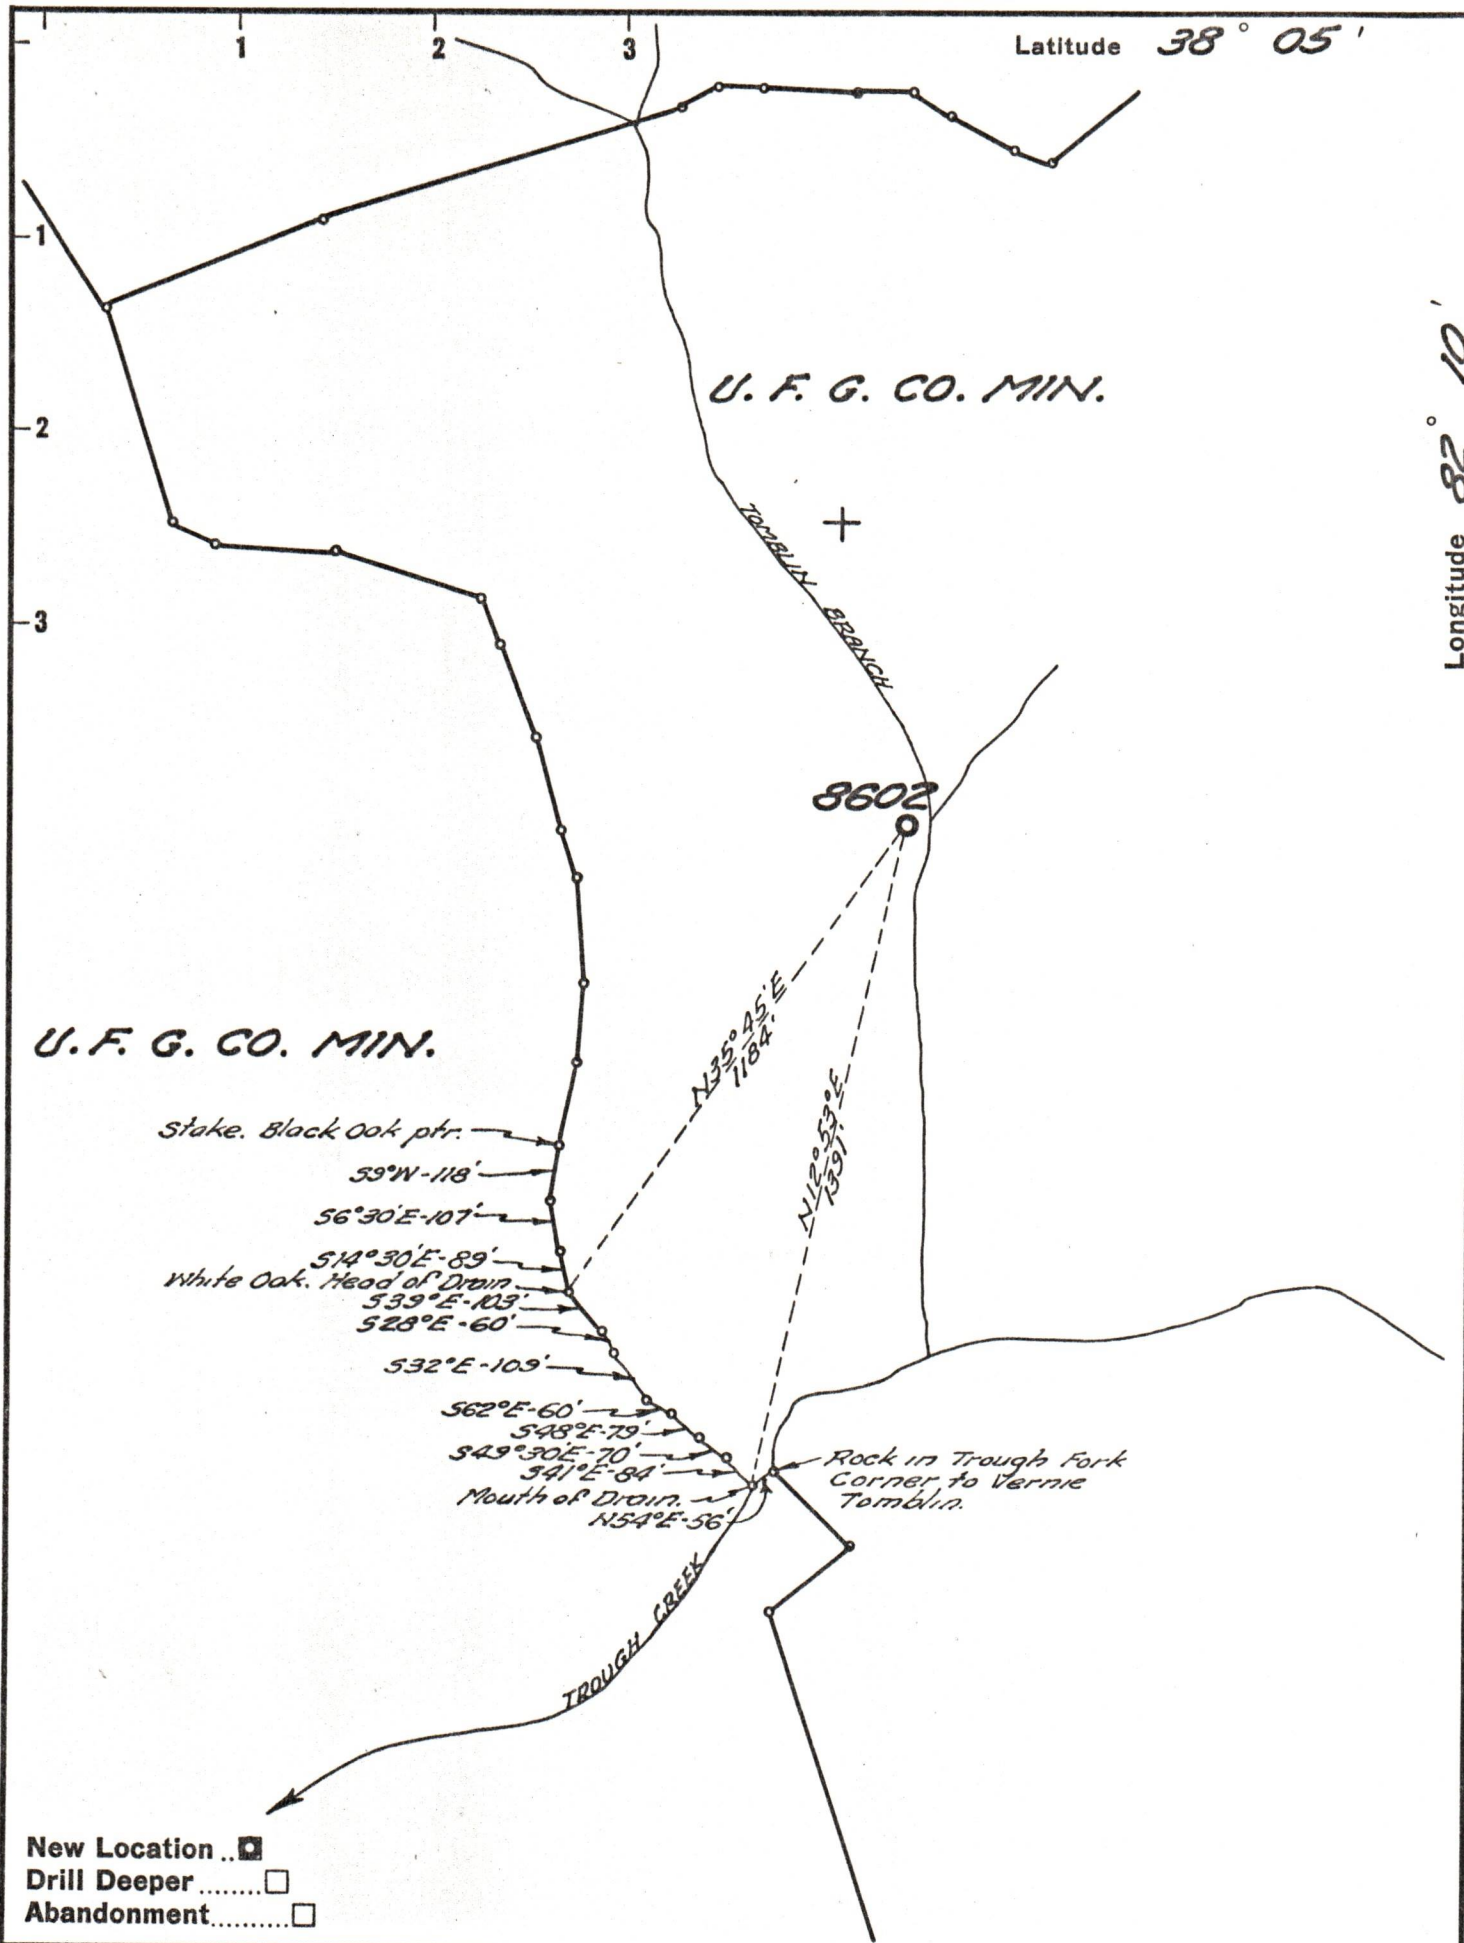 1 2 3
Latitude 38° 05'
1
2
3
Longitude 82° 10'
U. F. G. CO. MIN.
TOMBLIN BRANCH
8602
N35°45'E
1184'
N12°53'E
1391'
U. F. G. CO. MIN.
Stake. Black Oak ptr.
S9°W-118'
S6°30'E-107'
S14°30'E-89'
White Oak. Head of Drain
S39°E-103'
S28°E-60'
S32°E-109'
S62°E-60'
S48°E-79'
S49°30'E-70'
S41°E-84'
Mouth of Drain.
N54°E-56'
Rock in Trough Fork
Corner to Vernie
Tomblin.
TROUGH CREEK
New Location ..
Drill Deeper ........
Abandonment ..........